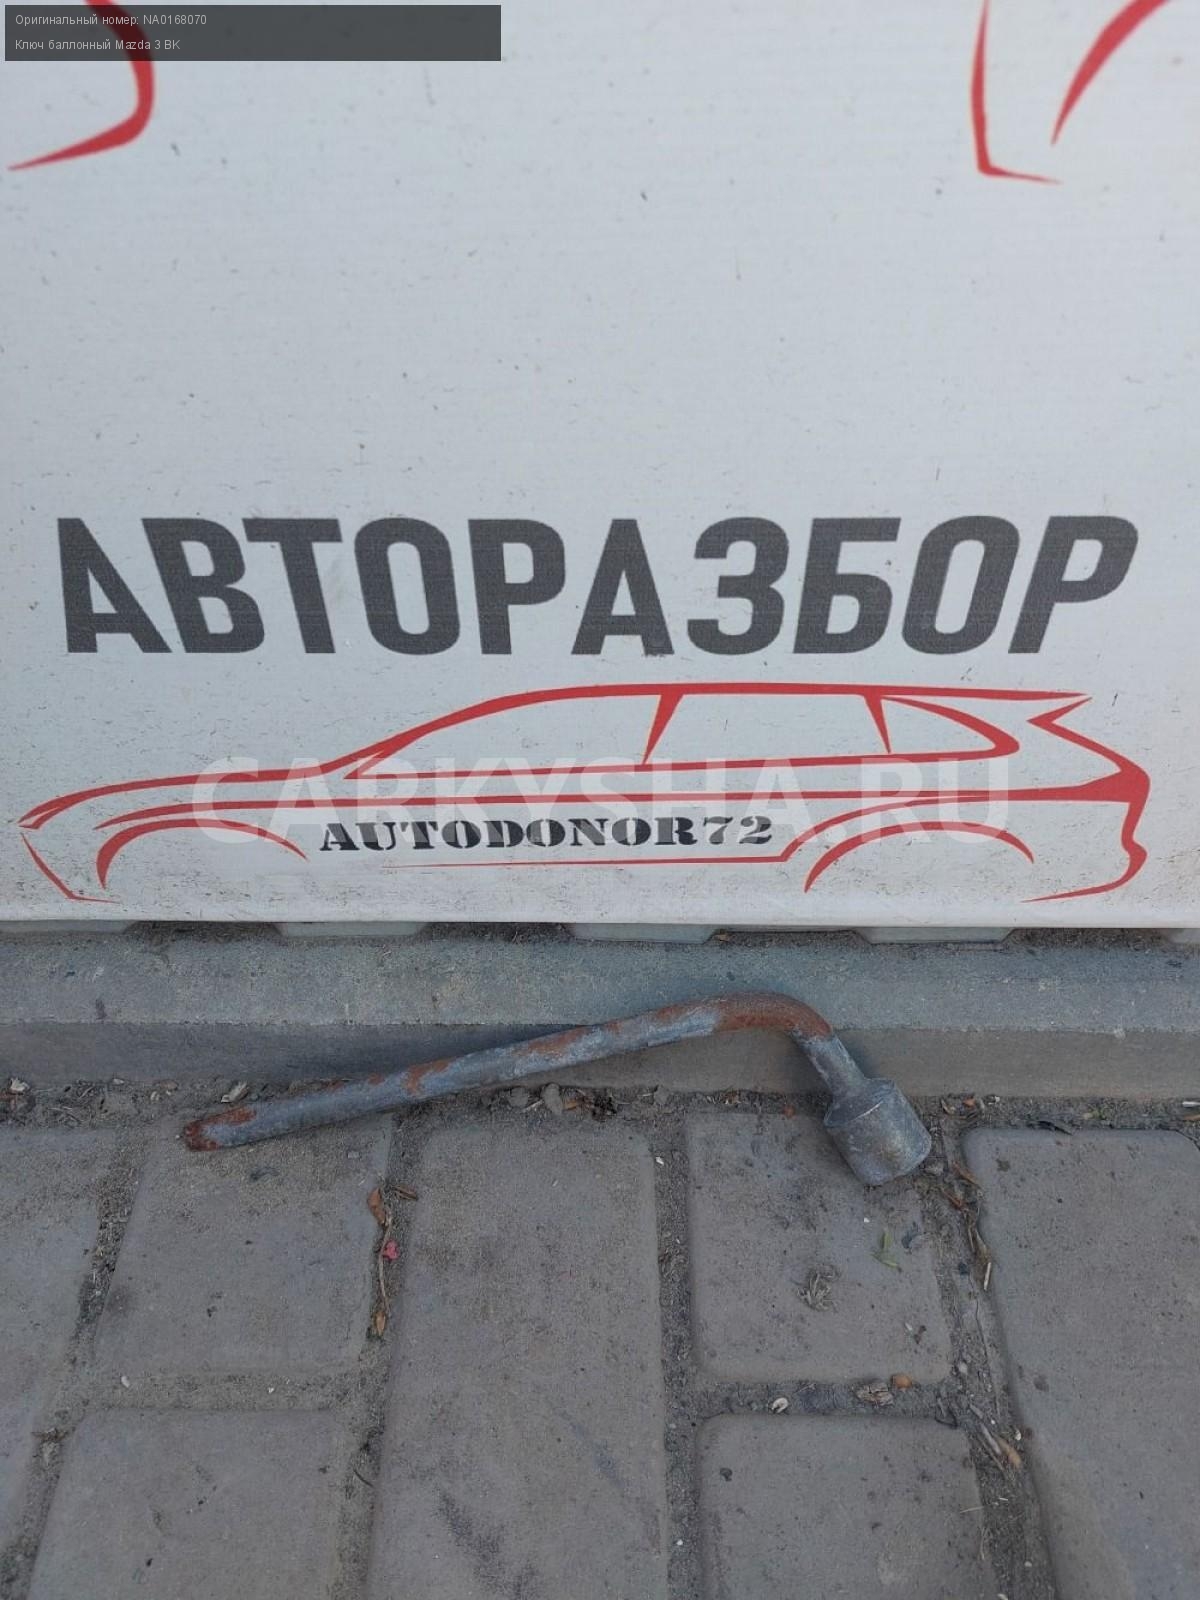 Оригинальный номер: NA0168070
Ключ баллонный Mazda 3 BK
АВТОРАЗБОР
CARKYSHA.RU
AUTODONOR72